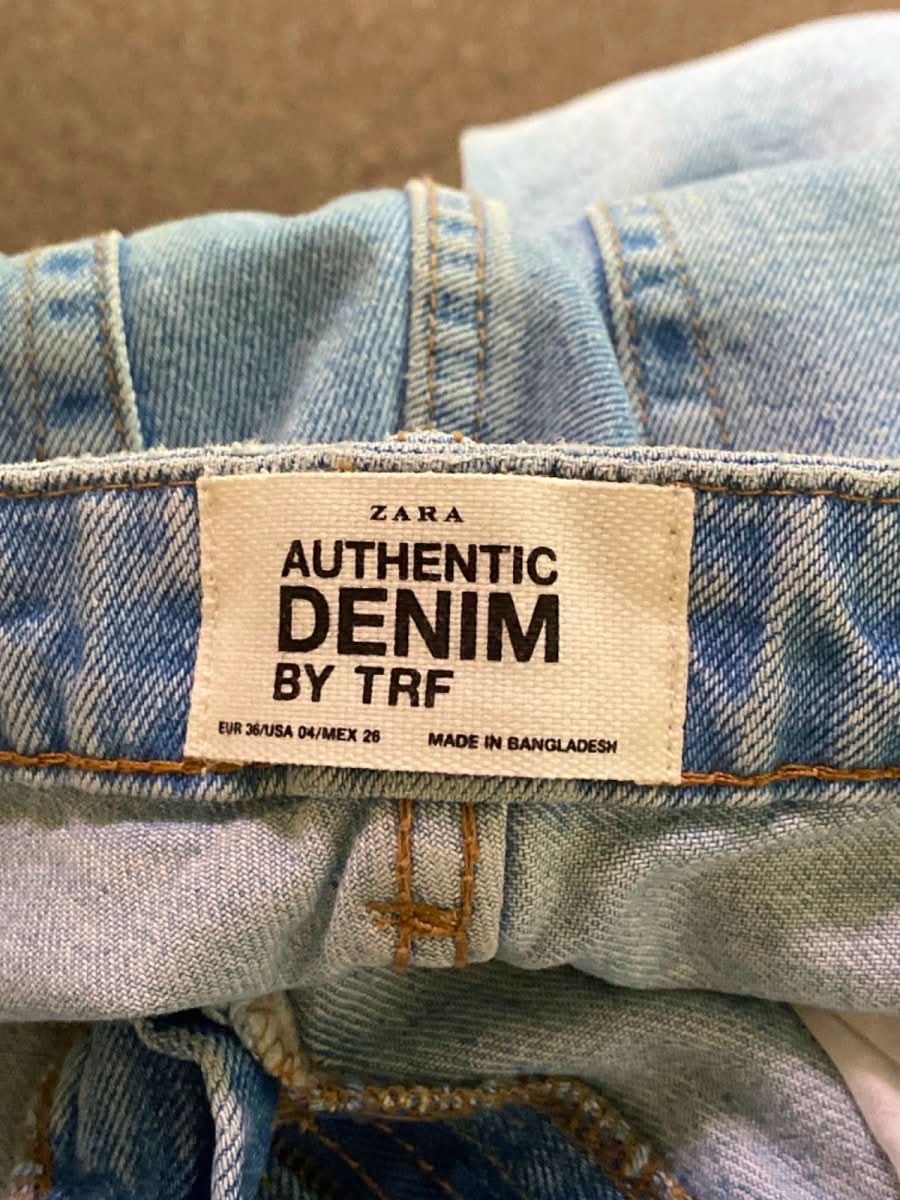 ZARA
AUTHENTIC
DENIM
BY TRF
EUR 36/USA 04/MEX 26 MADE IN BANGLADESH